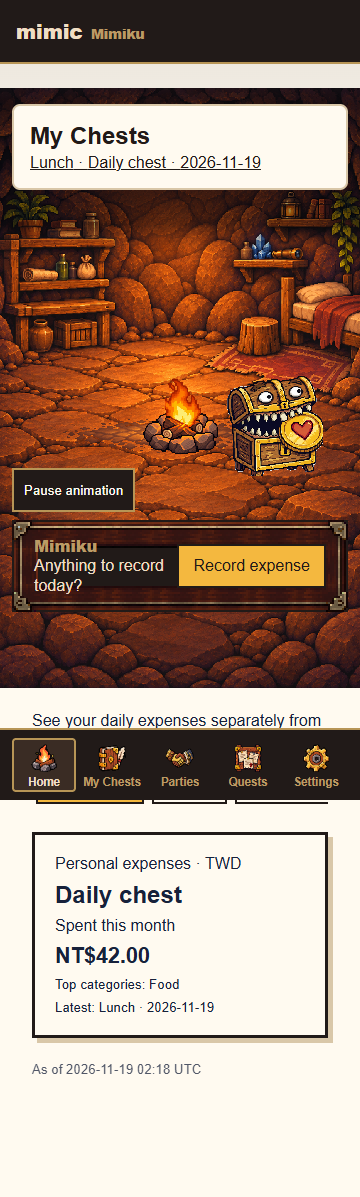 mimic Mimiku
My Chests
Lunch · Daily chest · 2026-11-19
Pause animation
Mimiku
Anything to record
today?
Record expense
See your daily expenses separately from
Home
My Chests
Parties
Quests
Settings
Personal expenses · TWD
Daily chest
Spent this month
NT$42.00
Top categories: Food
Latest: Lunch · 2026-11-19
As of 2026-11-19 02:18 UTC